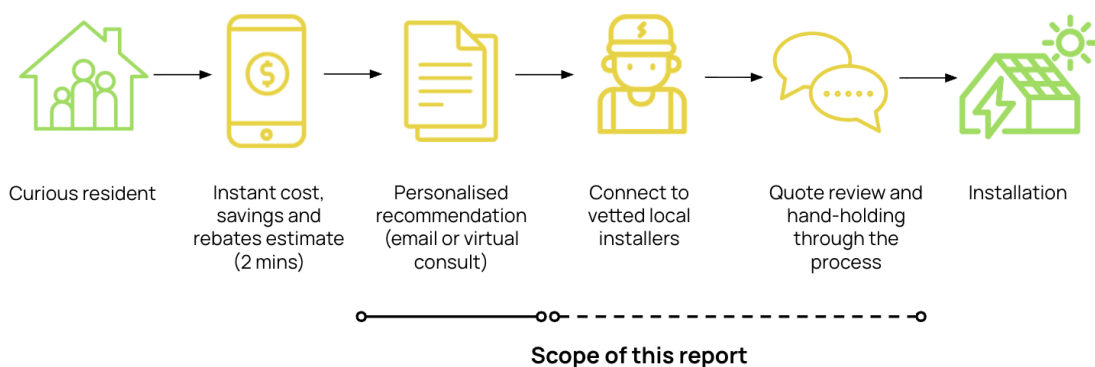 $
Curious resident
Instant cost,
savings and
rebates estimate
(2 mins)
Personalised
recommendation
(email or virtual
consult)
Connect to
vetted local
installers
Quote review and
hand-holding
through the
process
Installation
Scope of this report